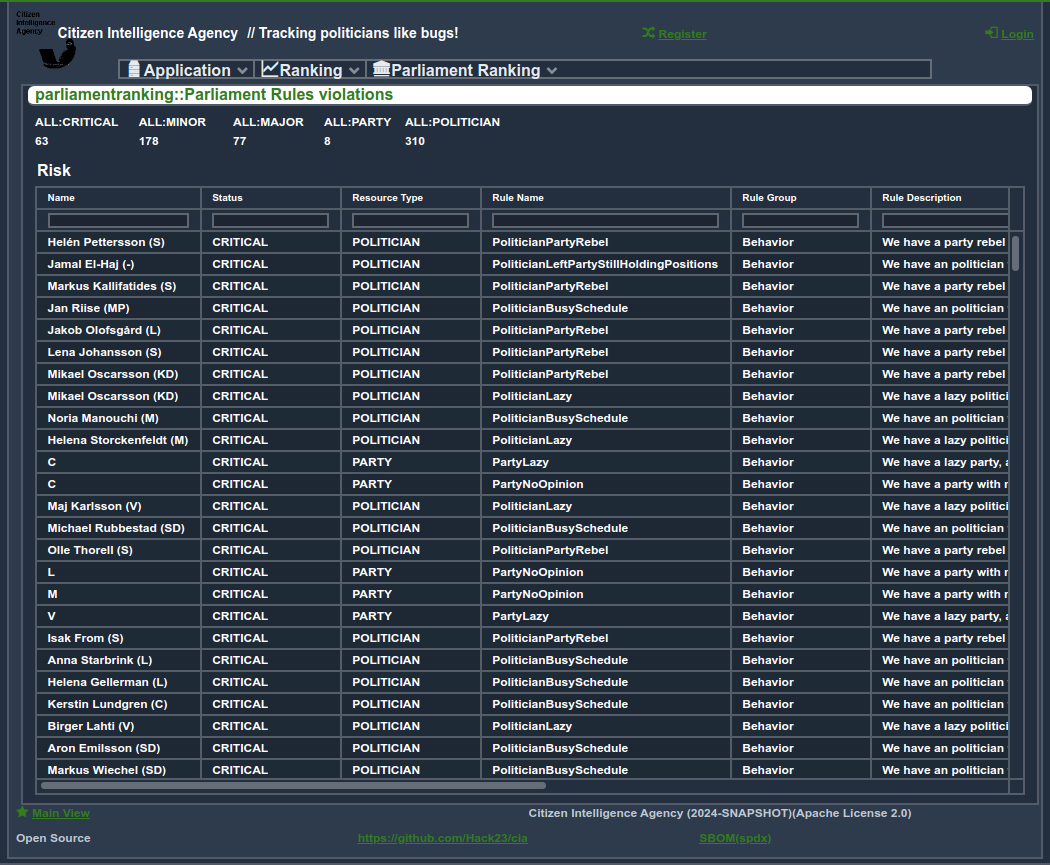 Citizen
Intelligence
Agency
Citizen Intelligence Agency // Tracking politicians like bugs!
Register
Login
Application Ranking Parliament Ranking
parliamentranking::Parliament Rules violations
ALL:CRITICAL ALL:MINOR ALL:MAJOR ALL:PARTY ALL:POLITICIAN
63 178 77 8 310
Risk
Name Status Resource Type Rule Name Rule Group Rule Description
Helén Pettersson (S) CRITICAL POLITICIAN PoliticianPartyRebel Behavior We have a party rebel
Jamal El-Haj (-) CRITICAL POLITICIAN PoliticianLeftPartyStillHoldingPositions Behavior We have an politician
Markus Kallifatides (S) CRITICAL POLITICIAN PoliticianPartyRebel Behavior We have a party rebel
Jan Riise (MP) CRITICAL POLITICIAN PoliticianBusySchedule Behavior We have an politician
Jakob Olofsgård (L) CRITICAL POLITICIAN PoliticianPartyRebel Behavior We have a party rebel
Lena Johansson (S) CRITICAL POLITICIAN PoliticianPartyRebel Behavior We have a party rebel
Mikael Oscarsson (KD) CRITICAL POLITICIAN PoliticianPartyRebel Behavior We have a party rebel
Mikael Oscarsson (KD) CRITICAL POLITICIAN PoliticianLazy Behavior We have a lazy politici
Noria Manouchi (M) CRITICAL POLITICIAN PoliticianBusySchedule Behavior We have an politician
Helena Storckenfeldt (M) CRITICAL POLITICIAN PoliticianLazy Behavior We have a lazy politici
C CRITICAL PARTY PartyLazy Behavior We have a lazy party,
C CRITICAL PARTY PartyNoOpinion Behavior We have a party with
Maj Karlsson (V) CRITICAL POLITICIAN PoliticianLazy Behavior We have a lazy politici
Michael Rubbestad (SD) CRITICAL POLITICIAN PoliticianBusySchedule Behavior We have an politician
Olle Thorell (S) CRITICAL POLITICIAN PoliticianPartyRebel Behavior We have a party rebel
L CRITICAL PARTY PartyNoOpinion Behavior We have a party with
M CRITICAL PARTY PartyNoOpinion Behavior We have a party with
V CRITICAL PARTY PartyLazy Behavior We have a lazy party,
Isak From (S) CRITICAL POLITICIAN PoliticianPartyRebel Behavior We have a party rebel
Anna Starbrink (L) CRITICAL POLITICIAN PoliticianBusySchedule Behavior We have an politician
Helena Gellerman (L) CRITICAL POLITICIAN PoliticianBusySchedule Behavior We have an politician
Kerstin Lundgren (C) CRITICAL POLITICIAN PoliticianBusySchedule Behavior We have an politician
Birger Lahti (V) CRITICAL POLITICIAN PoliticianLazy Behavior We have a lazy politici
Aron Emilsson (SD) CRITICAL POLITICIAN PoliticianBusySchedule Behavior We have an politician
Markus Wiechel (SD) CRITICAL POLITICIAN PoliticianBusySchedule Behavior We have an politician
Main View Citizen Intelligence Agency (2024-SNAPSHOT)(Apache License 2.0)
Open Source https://github.com/Hack23/cia SBOM(spdx)